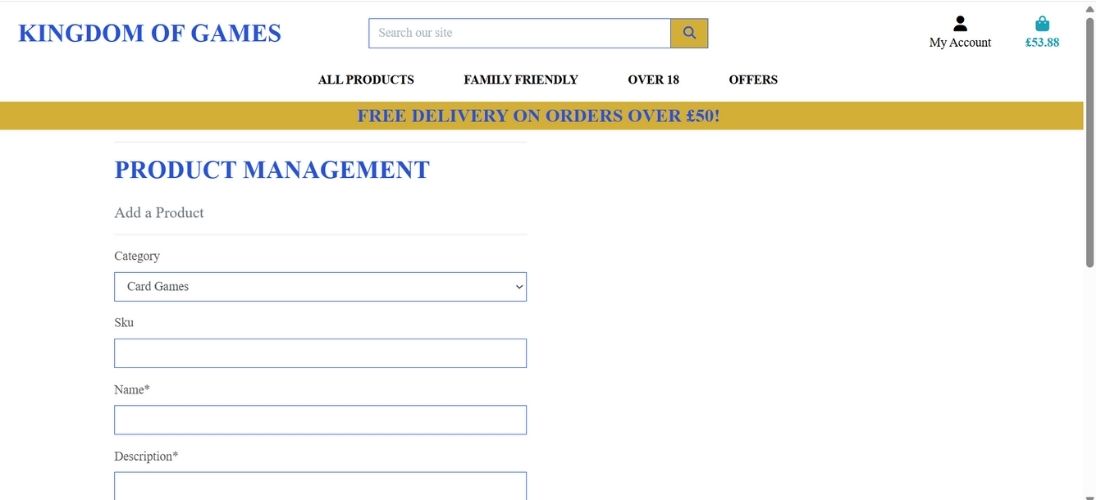 KINGDOM OF GAMES
Search our site
My Account
£53.88
ALL PRODUCTS FAMILY FRIENDLY OVER 18 OFFERS
FREE DELIVERY ON ORDERS OVER £50!
PRODUCT MANAGEMENT
Add a Product
Category
Card Games
Sku
Name*
Description*